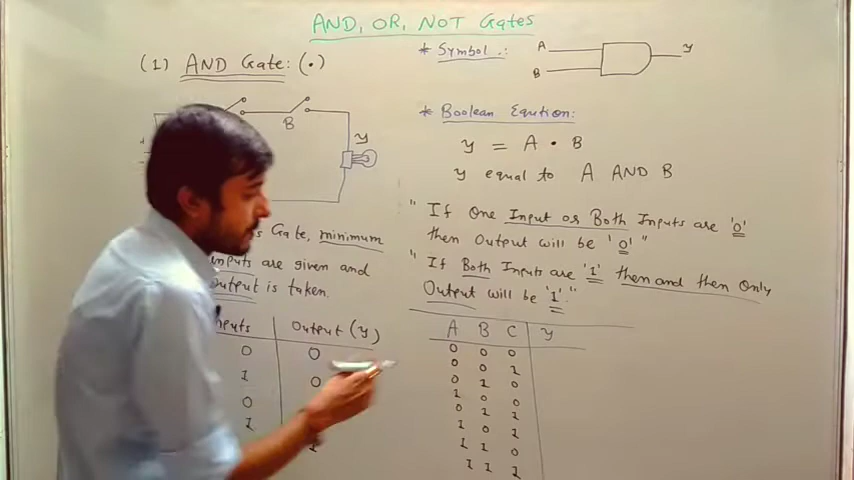 AND, OR, NOT Gates
(1) AND Gate: (•)
B
y
Gate, minimum
inputs are given and
output is taken.
Inputs Output (y)
0 0
1 0
0
1 1
* Symbol :
A
B
y
* Boolean Eqution:
y = A • B
y equal to A AND B
" If One Input or Both Inputs are '0'
then Output will be '0' "
" If Both Inputs are '1' then and then Only
Output will be '1'."
A B C y
0 0 0
0 0 1
0 1 0
1 0 0
0 1 1
1 0 1
1 1 0
1 1 1